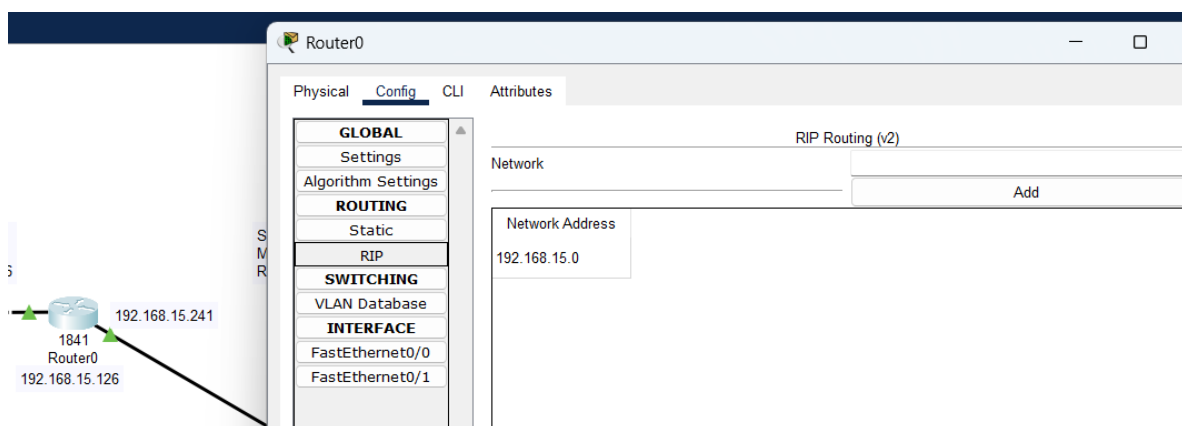 Router0
Physical Config CLI Attributes
GLOBAL
Settings
Algorithm Settings
ROUTING
Static
RIP
SWITCHING
VLAN Database
INTERFACE
FastEthernet0/0
FastEthernet0/1
RIP Routing (v2)
Network
Add
Network Address
192.168.15.0
S
M
R
192.168.15.241
1841
Router0
192.168.15.126